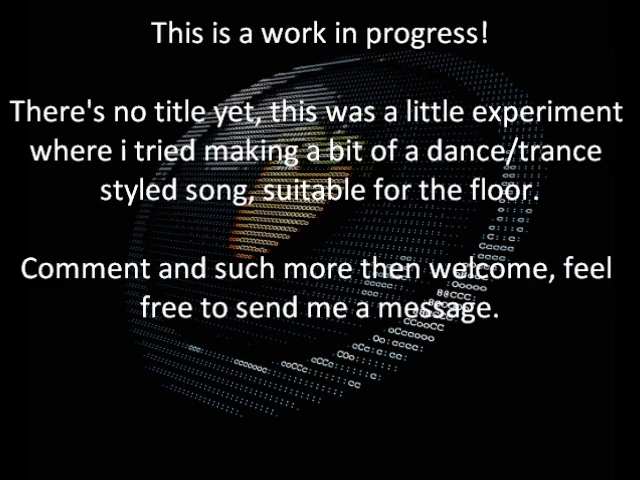 This is a work in progress!
There's no title yet, this was a little experiment
where i tried making a bit of a dance/trance
styled song, suitable for the floor.
Comment and such more then welcome, feel
free to send me a message.